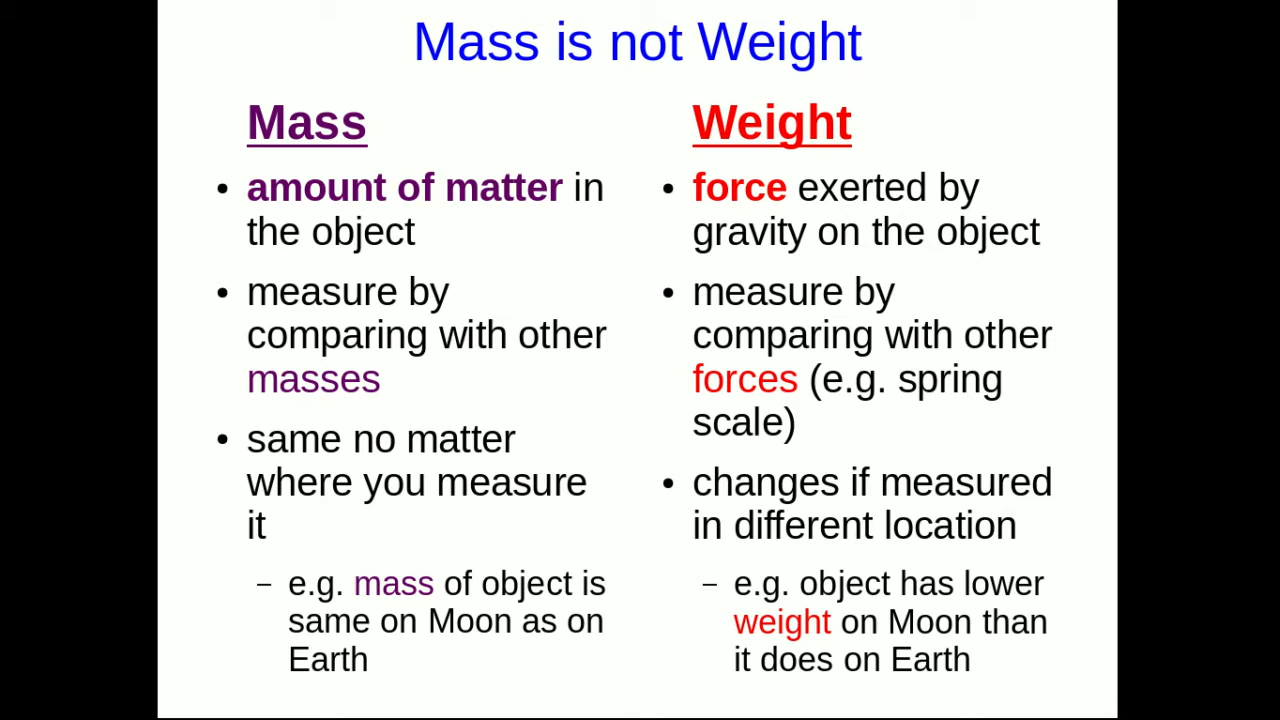 Mass is not Weight
Mass
• amount of matter in
the object
• measure by
comparing with other
masses
• same no matter
where you measure
it
– e.g. mass of object is
same on Moon as on
Earth
Weight
• force exerted by
gravity on the object
• measure by
comparing with other
forces (e.g. spring
scale)
• changes if measured
in different location
– e.g. object has lower
weight on Moon than
it does on Earth